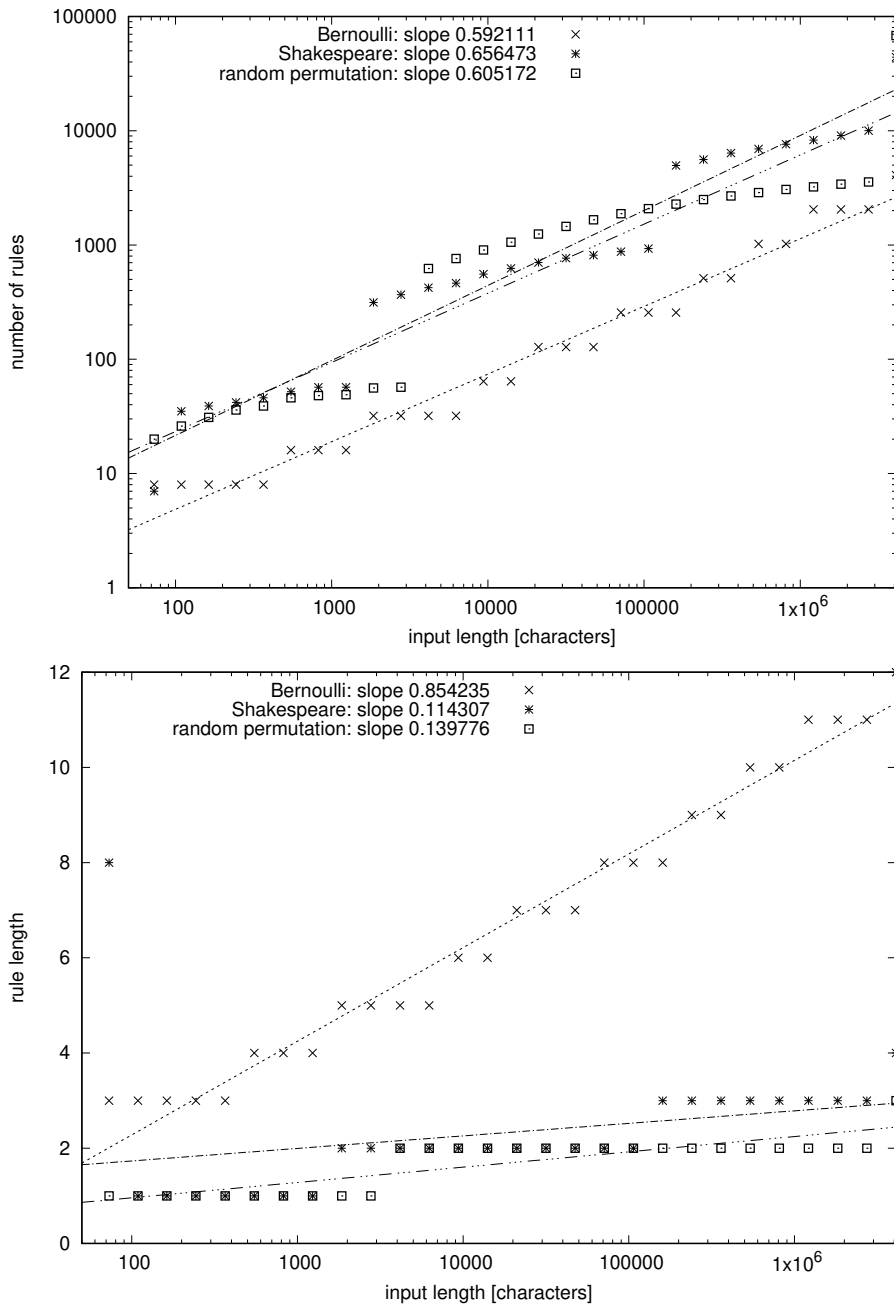 100000
Bernoulli: slope 0.592111
Shakespeare: slope 0.656473
random permutation: slope 0.605172
10000
1000
100
10
1
number of rules
100 1000 10000 100000 1x10^6
input length [characters]
12
Bernoulli: slope 0.854235
Shakespeare: slope 0.114307
random permutation: slope 0.139776
10
8
6
4
2
0
rule length
100 1000 10000 100000 1x10^6
input length [characters]